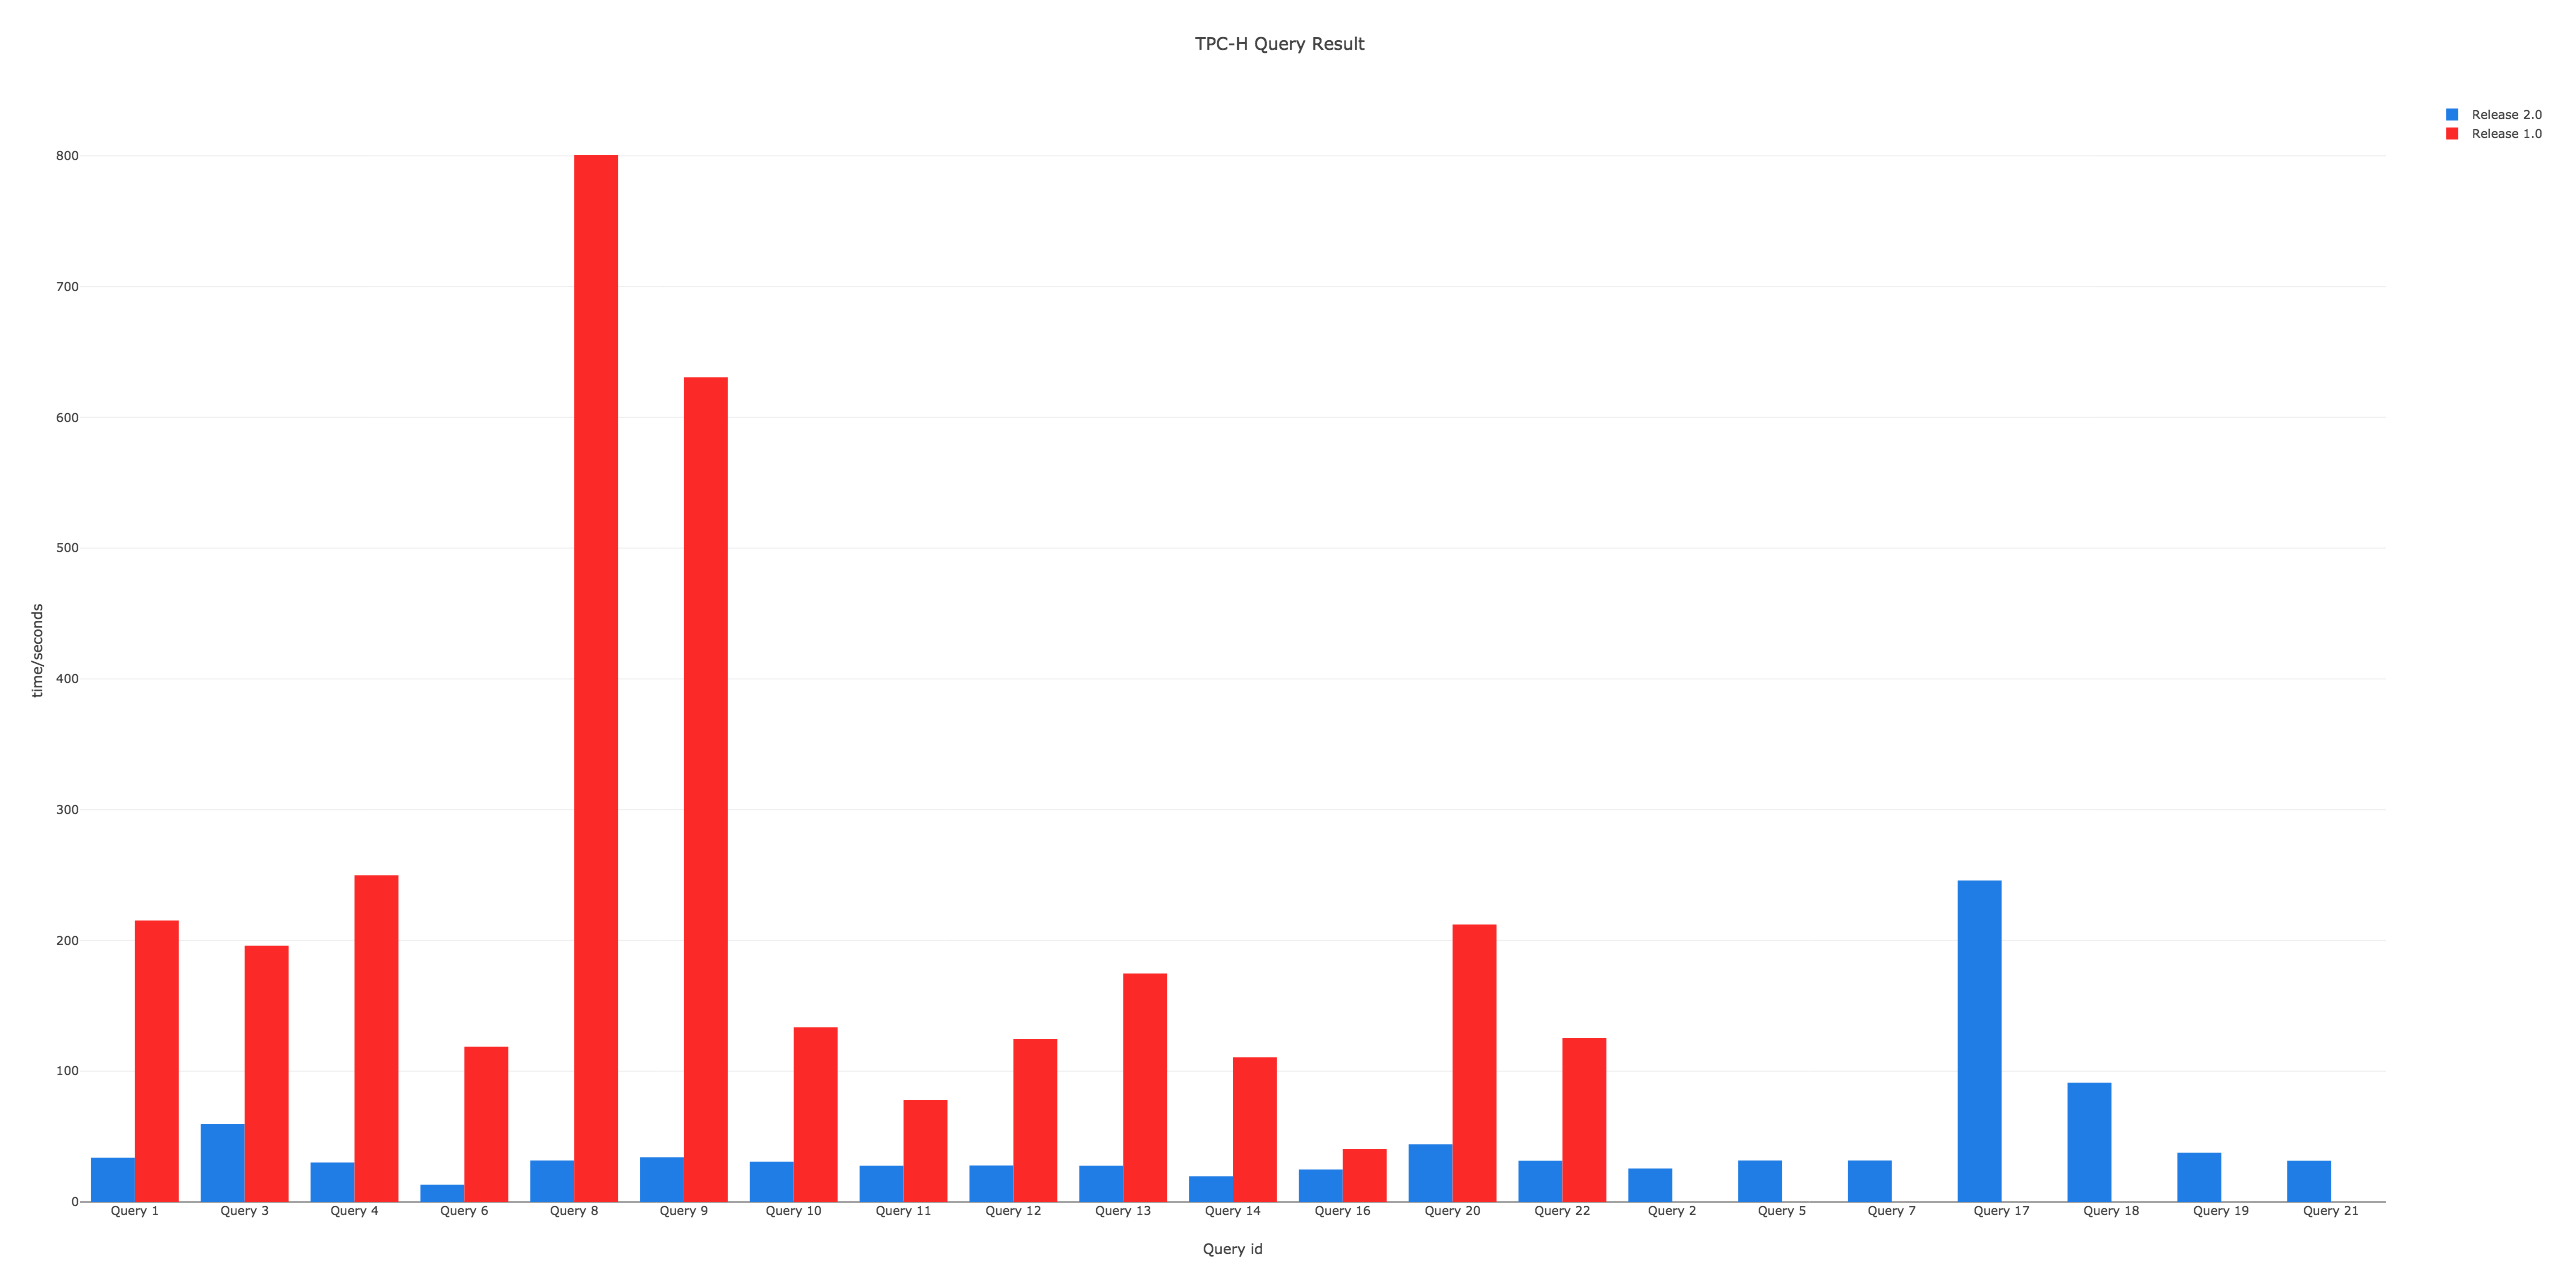 TPC-H Query Result
Release 2.0
Release 1.0
800
700
600
500
400
300
200
100
0
time/seconds
Query 1 Query 3 Query 4 Query 6 Query 8 Query 9 Query 10 Query 11 Query 12 Query 13 Query 14 Query 16 Query 20 Query 22 Query 2 Query 5 Query 7 Query 17 Query 18 Query 19 Query 21
Query id